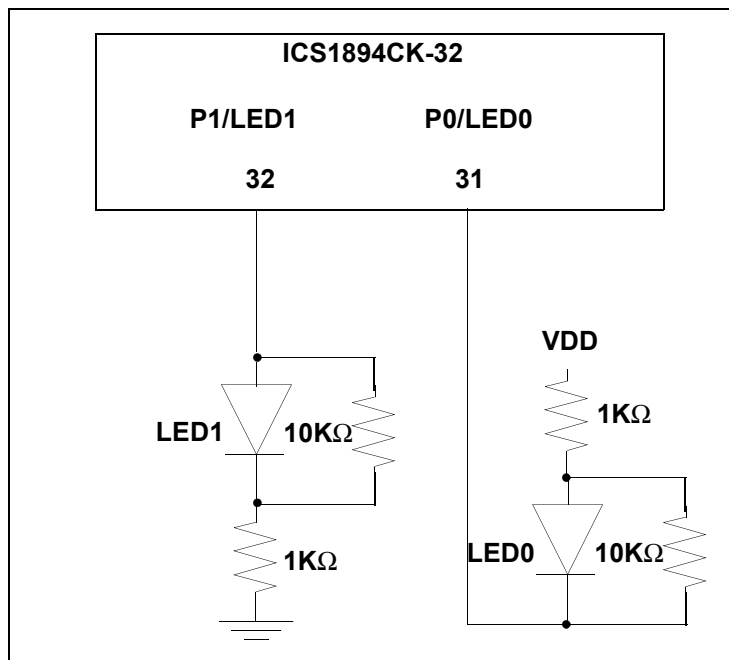 ICS1894CK-32
P1/LED1 P0/LED0
32 31
VDD
1KΩ
LED1 10KΩ
1KΩ
LED0 10KΩ